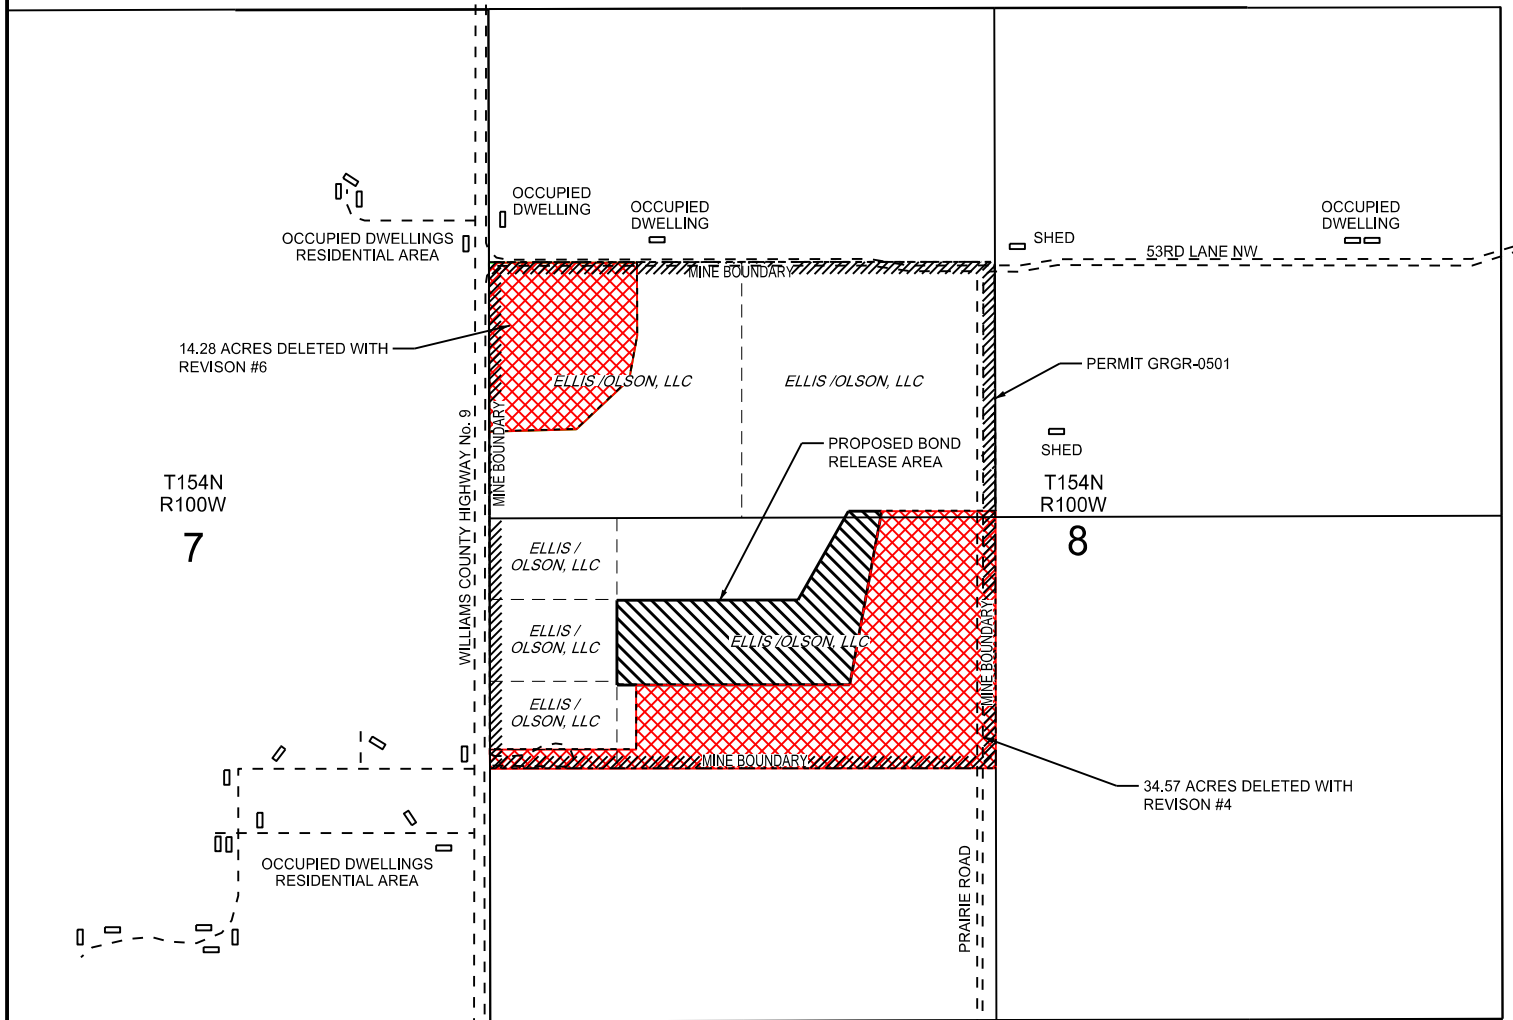 OCCUPIED
DWELLING
OCCUPIED
DWELLING
OCCUPIED
DWELLING
OCCUPIED DWELLINGS
RESIDENTIAL AREA
SHED
53RD LANE NW
MINE BOUNDARY
14.28 ACRES DELETED WITH
REVISON #6
ELLIS /OLSON, LLC
ELLIS /OLSON, LLC
PERMIT GRGR-0501
MINE BOUNDARY
WILLIAMS COUNTY HIGHWAY No. 9
PROPOSED BOND
RELEASE AREA
SHED
T154N
R100W
7
T154N
R100W
8
ELLIS /
OLSON, LLC
ELLIS /
OLSON, LLC
ELLIS /OLSON, LLC
MINE BOUNDARY
ELLIS /
OLSON, LLC
MINE BOUNDARY
34.57 ACRES DELETED WITH
REVISON #4
OCCUPIED DWELLINGS
RESIDENTIAL AREA
PRAIRIE ROAD